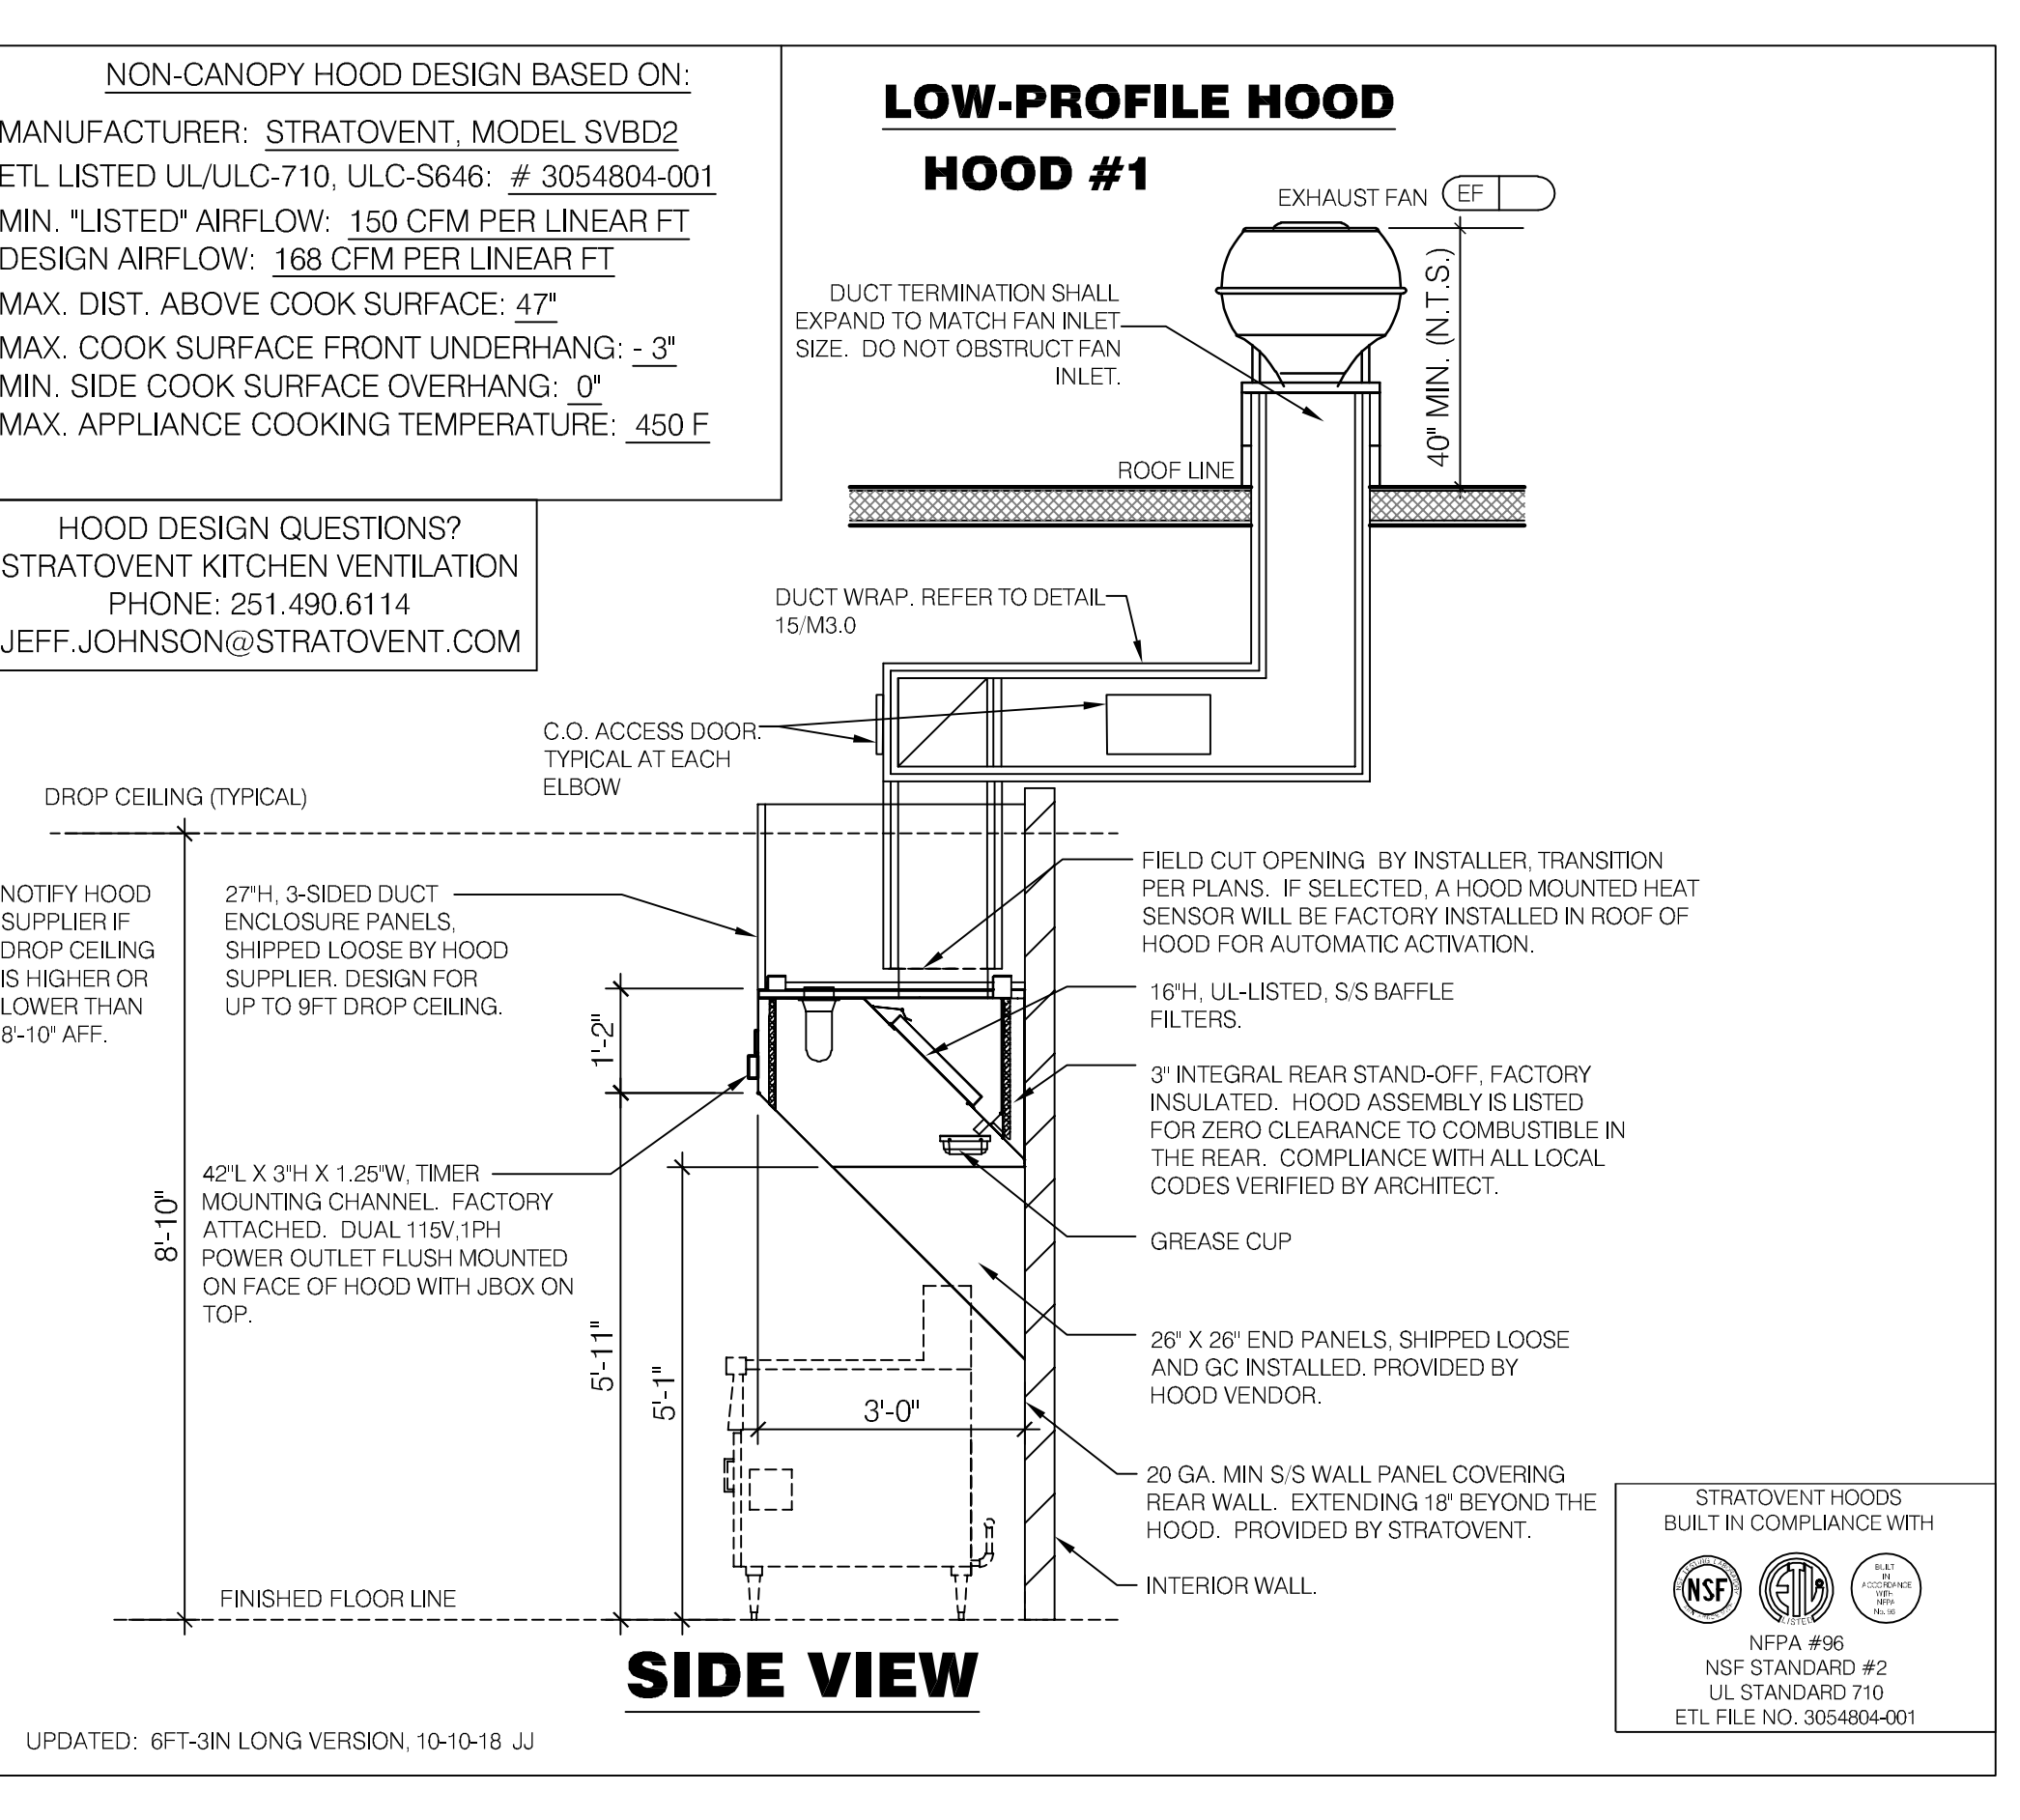 NON-CANOPY HOOD DESIGN BASED ON:
MANUFACTURER: STRATOVENT, MODEL SVBD2
ETL LISTED UL/ULC-710, ULC-S646: # 3054804-001
MIN. "LISTED" AIRFLOW: 150 CFM PER LINEAR FT
DESIGN AIRFLOW: 168 CFM PER LINEAR FT
MAX. DIST. ABOVE COOK SURFACE: 47"
MAX. COOK SURFACE FRONT UNDERHANG: - 3"
MIN. SIDE COOK SURFACE OVERHANG: 0"
MAX. APPLIANCE COOKING TEMPERATURE: 450 F
HOOD DESIGN QUESTIONS?
STRATOVENT KITCHEN VENTILATION
PHONE: 251.490.6114
JEFF.JOHNSON@STRATOVENT.COM
LOW-PROFILE HOOD
HOOD #1
EXHAUST FAN
EF
DUCT TERMINATION SHALL
EXPAND TO MATCH FAN INLET
SIZE. DO NOT OBSTRUCT FAN
INLET.
40" MIN. (N.T.S.)
ROOF LINE
DUCT WRAP. REFER TO DETAIL
15/M3.0
C.O. ACCESS DOOR.
TYPICAL AT EACH
ELBOW
DROP CEILING (TYPICAL)
NOTIFY HOOD
SUPPLIER IF
DROP CEILING
IS HIGHER OR
LOWER THAN
8'-10" AFF.
27"H, 3-SIDED DUCT
ENCLOSURE PANELS,
SHIPPED LOOSE BY HOOD
SUPPLIER. DESIGN FOR
UP TO 9FT DROP CEILING.
FIELD CUT OPENING BY INSTALLER, TRANSITION
PER PLANS. IF SELECTED, A HOOD MOUNTED HEAT
SENSOR WILL BE FACTORY INSTALLED IN ROOF OF
HOOD FOR AUTOMATIC ACTIVATION.
16"H, UL-LISTED, S/S BAFFLE
FILTERS.
1'-2"
3" INTEGRAL REAR STAND-OFF, FACTORY
INSULATED. HOOD ASSEMBLY IS LISTED
FOR ZERO CLEARANCE TO COMBUSTIBLE IN
THE REAR. COMPLIANCE WITH ALL LOCAL
CODES VERIFIED BY ARCHITECT.
42"L X 3"H X 1.25"W, TIMER
MOUNTING CHANNEL. FACTORY
ATTACHED. DUAL 115V,1PH
POWER OUTLET FLUSH MOUNTED
ON FACE OF HOOD WITH JBOX ON
TOP.
8'-10"
GREASE CUP
5'-11"
5'-1"
26" X 26" END PANELS, SHIPPED LOOSE
AND GC INSTALLED. PROVIDED BY
HOOD VENDOR.
3'-0"
20 GA. MIN S/S WALL PANEL COVERING
REAR WALL. EXTENDING 18" BEYOND THE
HOOD. PROVIDED BY STRATOVENT.
INTERIOR WALL.
FINISHED FLOOR LINE
SIDE VIEW
STRATOVENT HOODS
BUILT IN COMPLIANCE WITH
NSF
ETL
LISTED
BUILT
IN
ACCORDANCE
WITH
NFPA
No. 96
NFPA #96
NSF STANDARD #2
UL STANDARD 710
ETL FILE NO. 3054804-001
UPDATED: 6FT-3IN LONG VERSION, 10-10-18 JJ